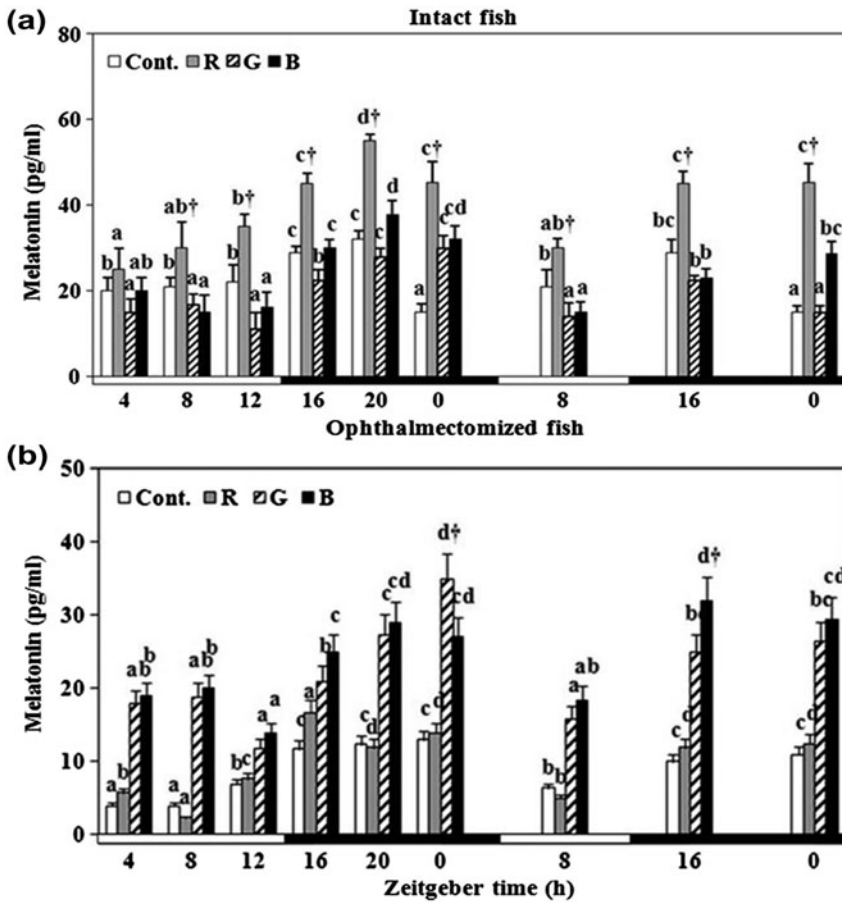 (a)
Intact fish
80
60
40
20
0
Melatonin (pg/ml)
Cont. R G B
b a a ab
b ab† a a
b b† a a
c c† b c
c d† c d
a c† c cd
b ab† a a
bc c† b b
a c† a bc
4 8 12 16 20 0 8 16 0
Ophthalmectomized fish
(b)
50
40
30
20
10
0
Melatonin (pg/ml)
Cont. R G B
a b ab b
a a ab b
b c a a
c a b c
c d c cd
c d d† cd
b b a ab
c d bc d†
c d bc cd
4 8 12 16 20 0 8 16 0
Zeitgeber time (h)